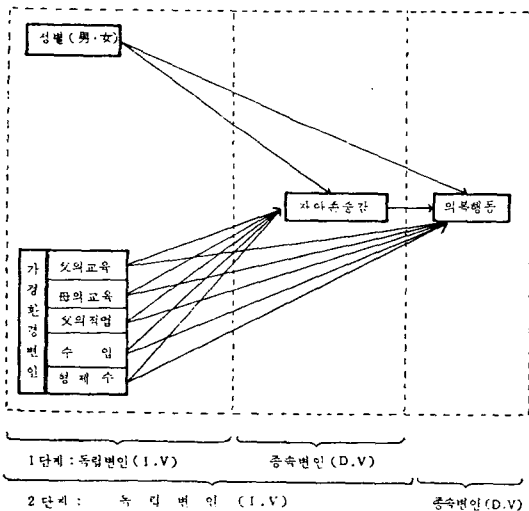 성별(男·女)
자아존중감
의복행동
가정환경변인
父의교육
母의교육
父의직업
수입
형제수
1단계:독립변인(I.V)
종속변인(D.V)
2단계: 독립변인 (I.V)
종속변인(D.V)